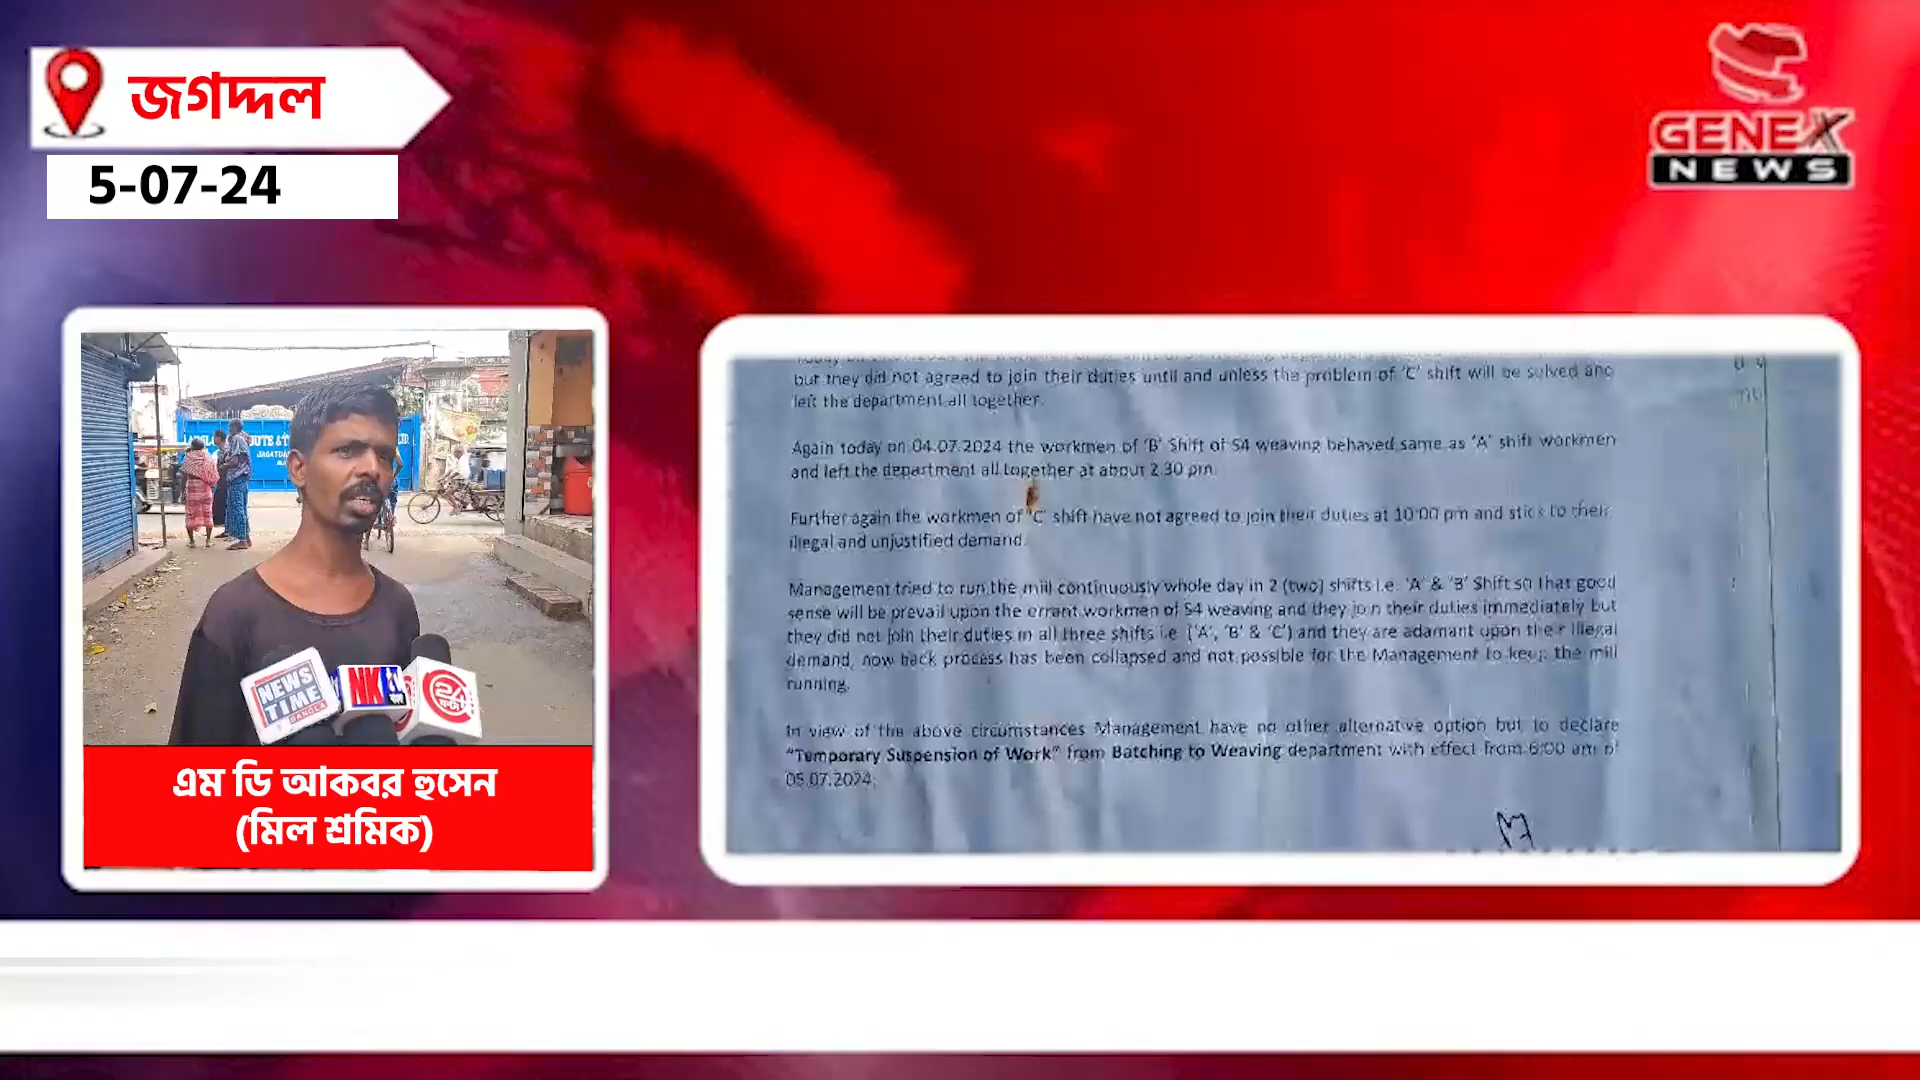 জগদ্দল
5-07-24
GENEX
NEWS
JUTE &
LTD.
NEWS
TIME
BANGLA
NK
24
এম ডি আকবর হুসেন
(মিল শ্রমিক)
but they did not agreed to join their duties until and unless the problem of 'C' shift will be solved and
left the department all together.
Again today on 04.07.2024 the workmen of 'B' Shift of S4 weaving behaved same as 'A' shift workmen
and left the department all together at about 2.30 pm.
Further again the workmen of 'C' shift have not agreed to join their duties at 10:00 pm and stick to their
illegal and unjustified demand.
Management tried to run the mill continuously whole day in 2 (two) shifts i.e. 'A' & 'B' Shift so that good
sense will be prevail upon the errant workmen of S4 weaving and they join their duties immediately but
they did not join their duties in all three shifts i.e ('A', 'B' & 'C') and they are adamant upon their illegal
demand, now back process has been collapsed and not possible for the Management to keep the mill
running.
In view of the above circumstances Management have no other alternative option but to declare
"Temporary Suspension of Work" from Batching to Weaving department with effect from 6:00 am of
05.07.2024.